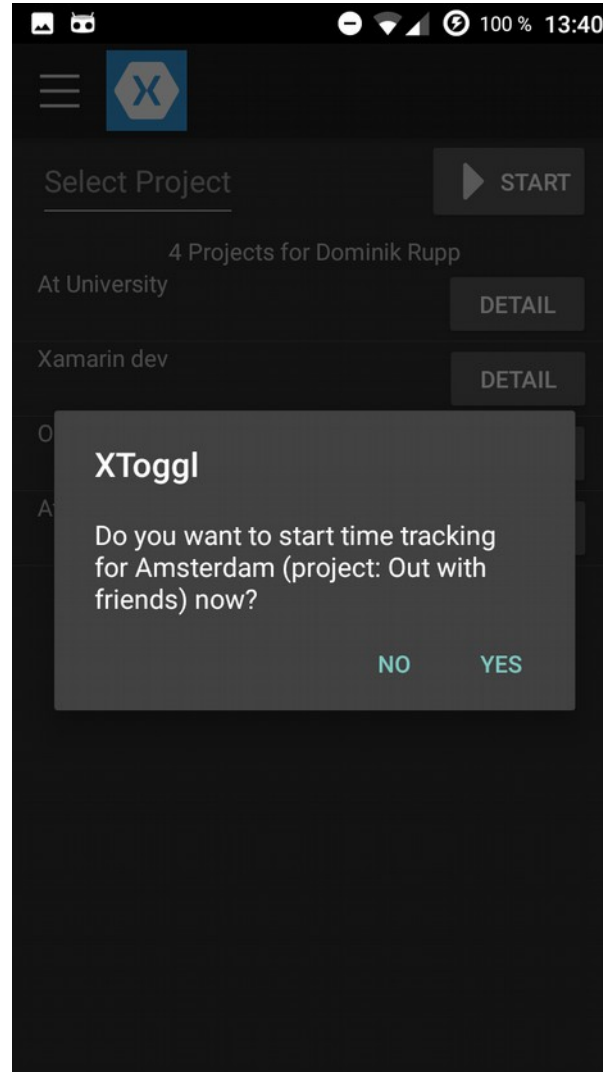 100 % 13:40
X
Select Project
START
4 Projects for Dominik Rupp
At University
DETAIL
Xamarin dev
DETAIL
XToggl
Do you want to start time tracking
for Amsterdam (project: Out with
friends) now?
NO YES